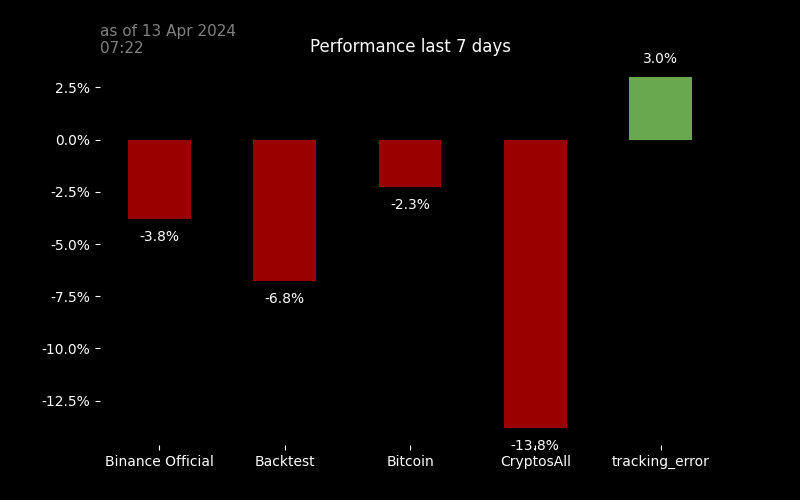 as of 13 Apr 2024
07:22
Performance last 7 days
3.0%
2.5%
0.0%
-2.5%
-5.0%
-7.5%
-10.0%
-12.5%
-3.8%
-6.8%
-2.3%
-13.8%
Binance Official
Backtest
Bitcoin
CryptosAll
tracking_error